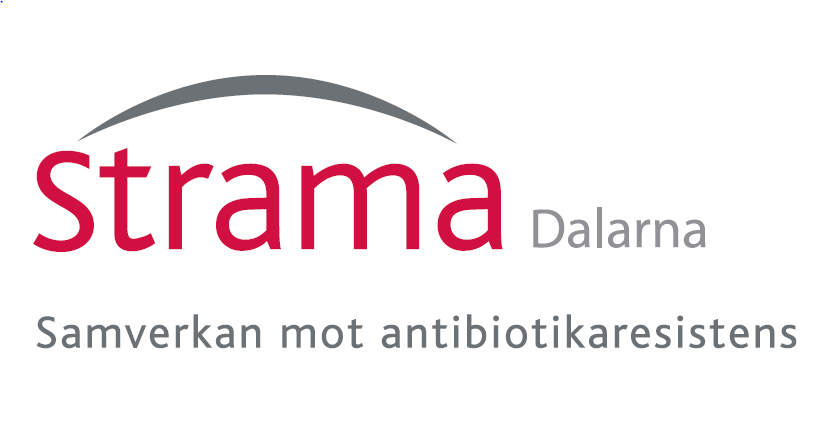 Strama Dalarna
Samverkan mot antibiotikaresistens